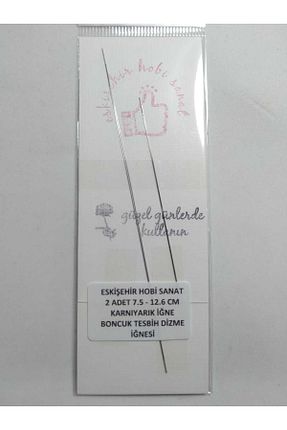 eskişehir hobi sanat
güzel günlerde
kullanın
ESKİŞEHİR HOBİ SANAT
2 ADET 7.5 - 12.6 CM
KARNIYARIK İĞNE
BONCUK TESBİH DİZME
İĞNESİ